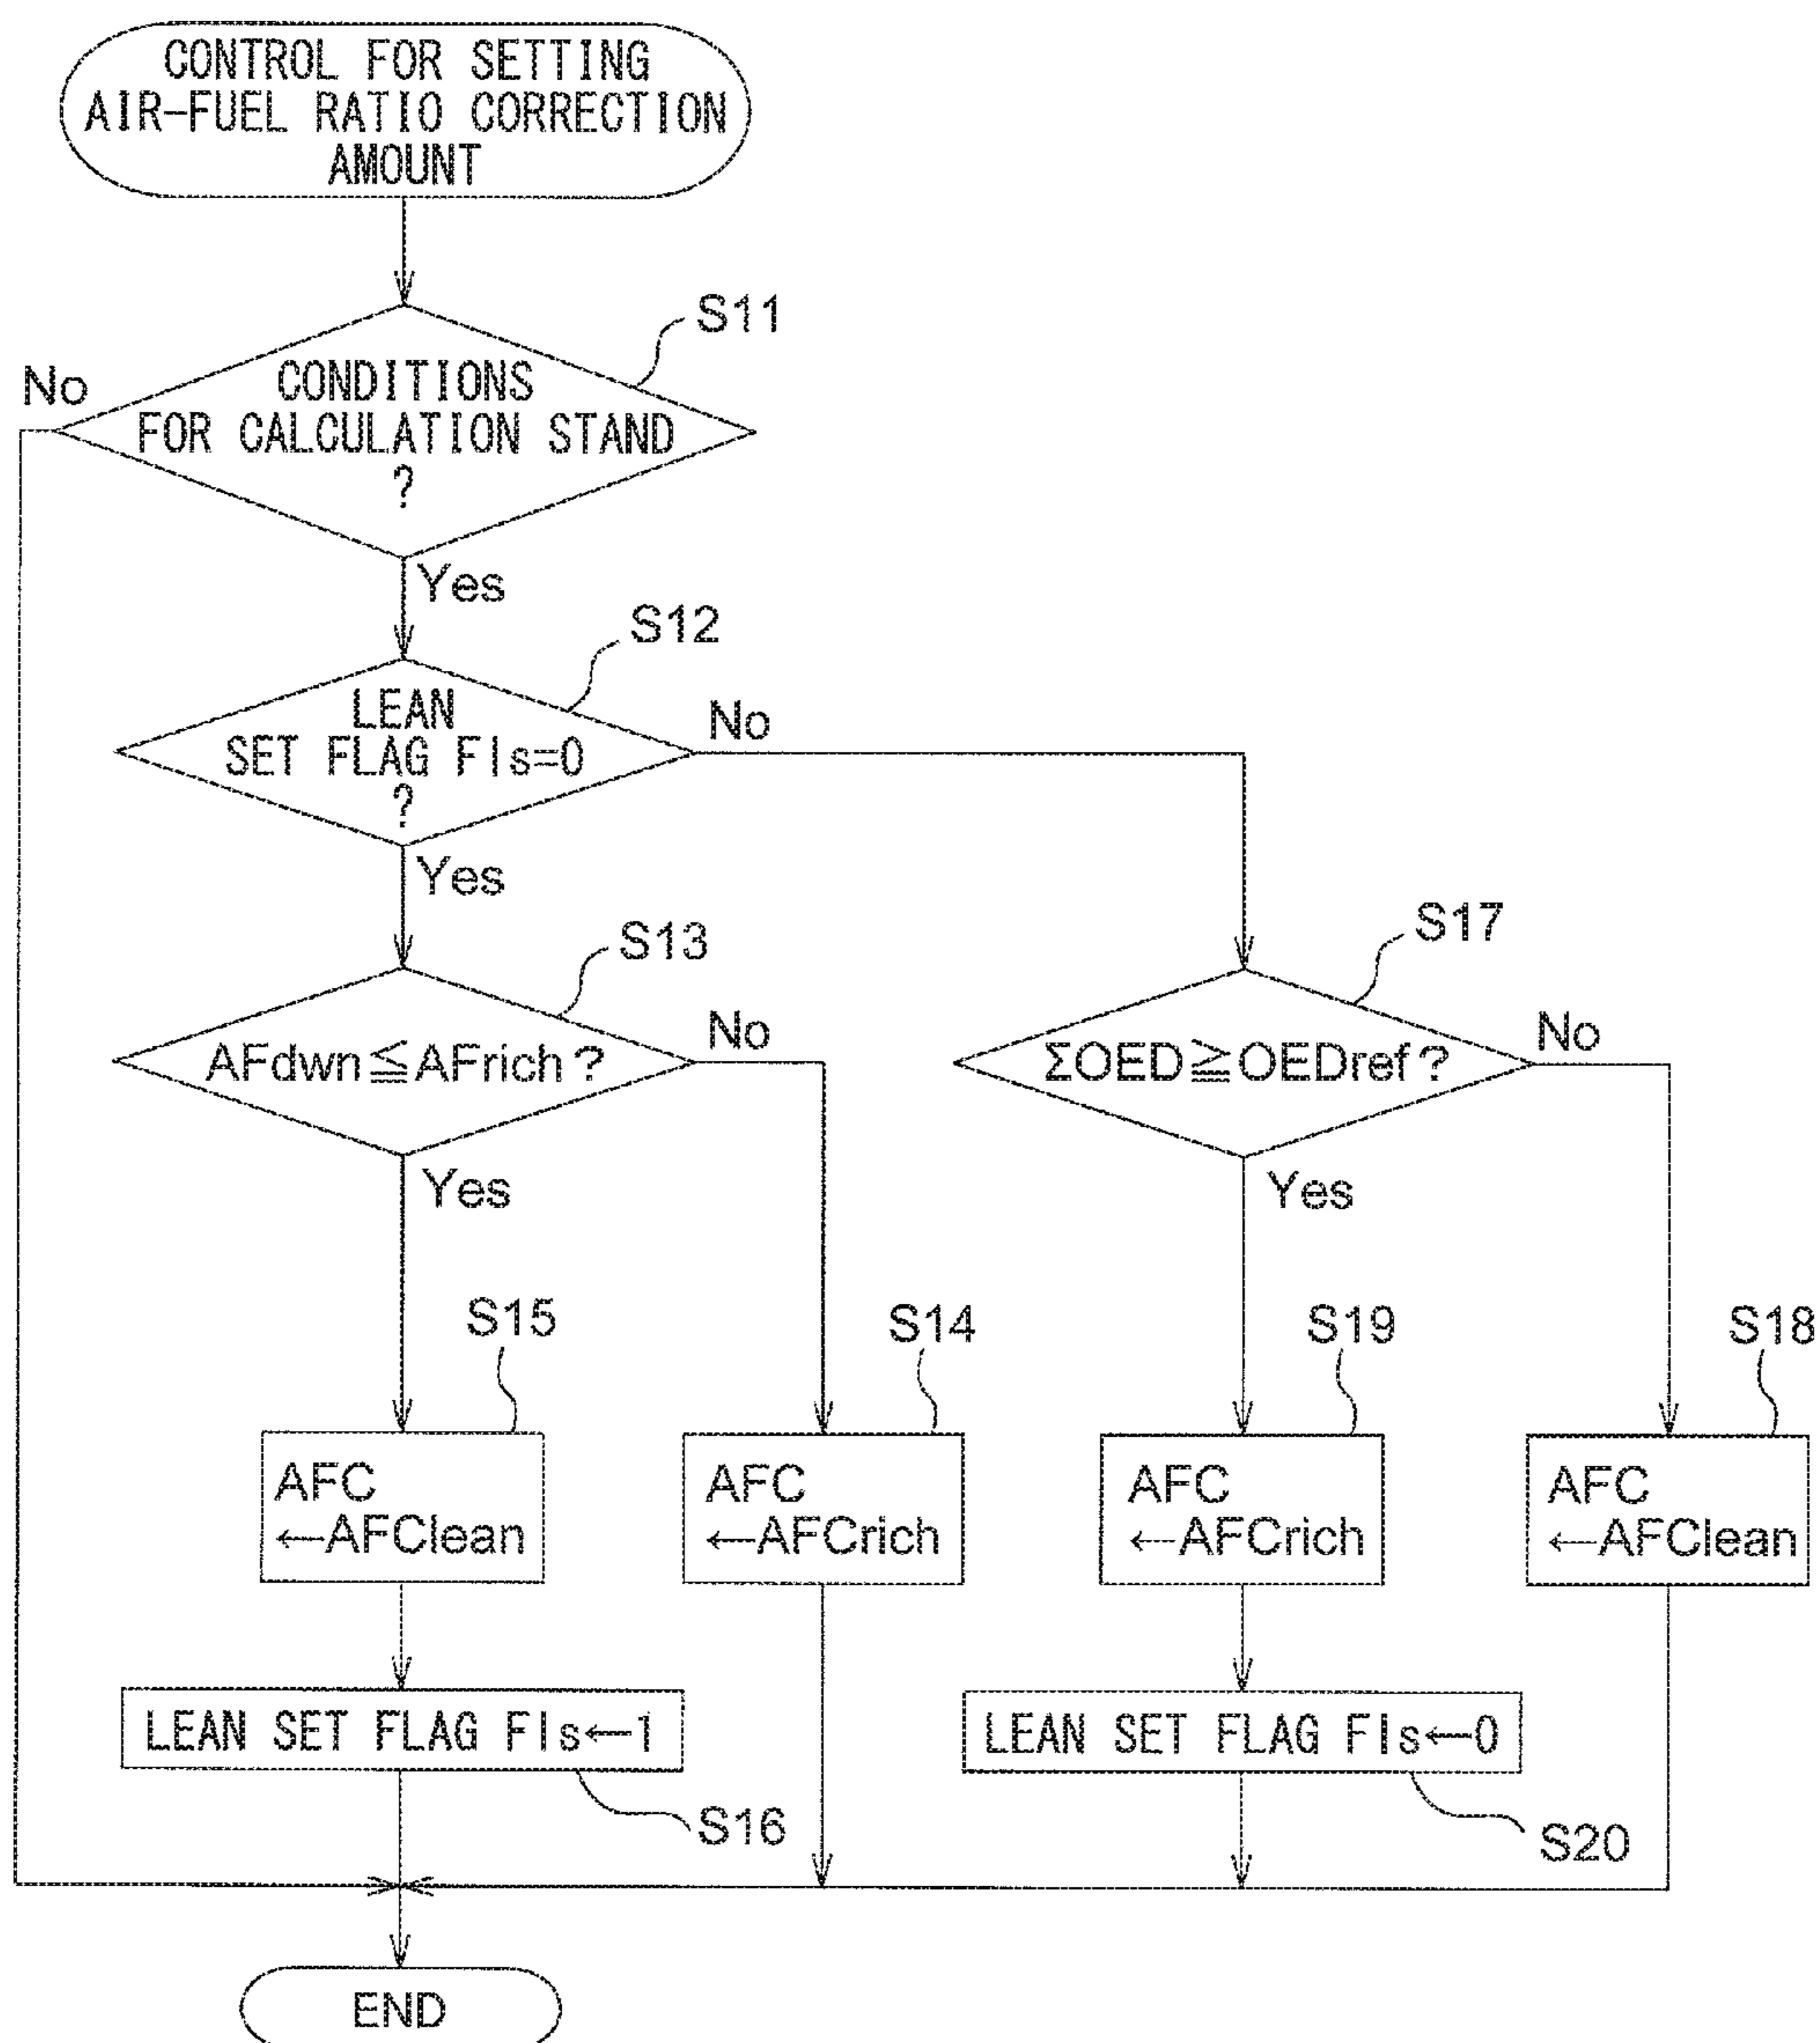 CONTROL FOR SETTING
AIR-FUEL RATIO CORRECTION
AMOUNT
S11
No
CONDITIONS
FOR CALCULATION STAND
?
Yes
S12
LEAN
SET FLAG Fls=0
?
No
Yes
S13
AFdwn≦AFrich?
No
Yes
S17
ΣOED≧OEDref?
No
Yes
S15
AFC
←AFClean
S14
AFC
←AFCrich
S19
AFC
←AFCrich
S18
AFC
←AFClean
LEAN SET FLAG Fls←1
S16
LEAN SET FLAG Fls←0
S20
END